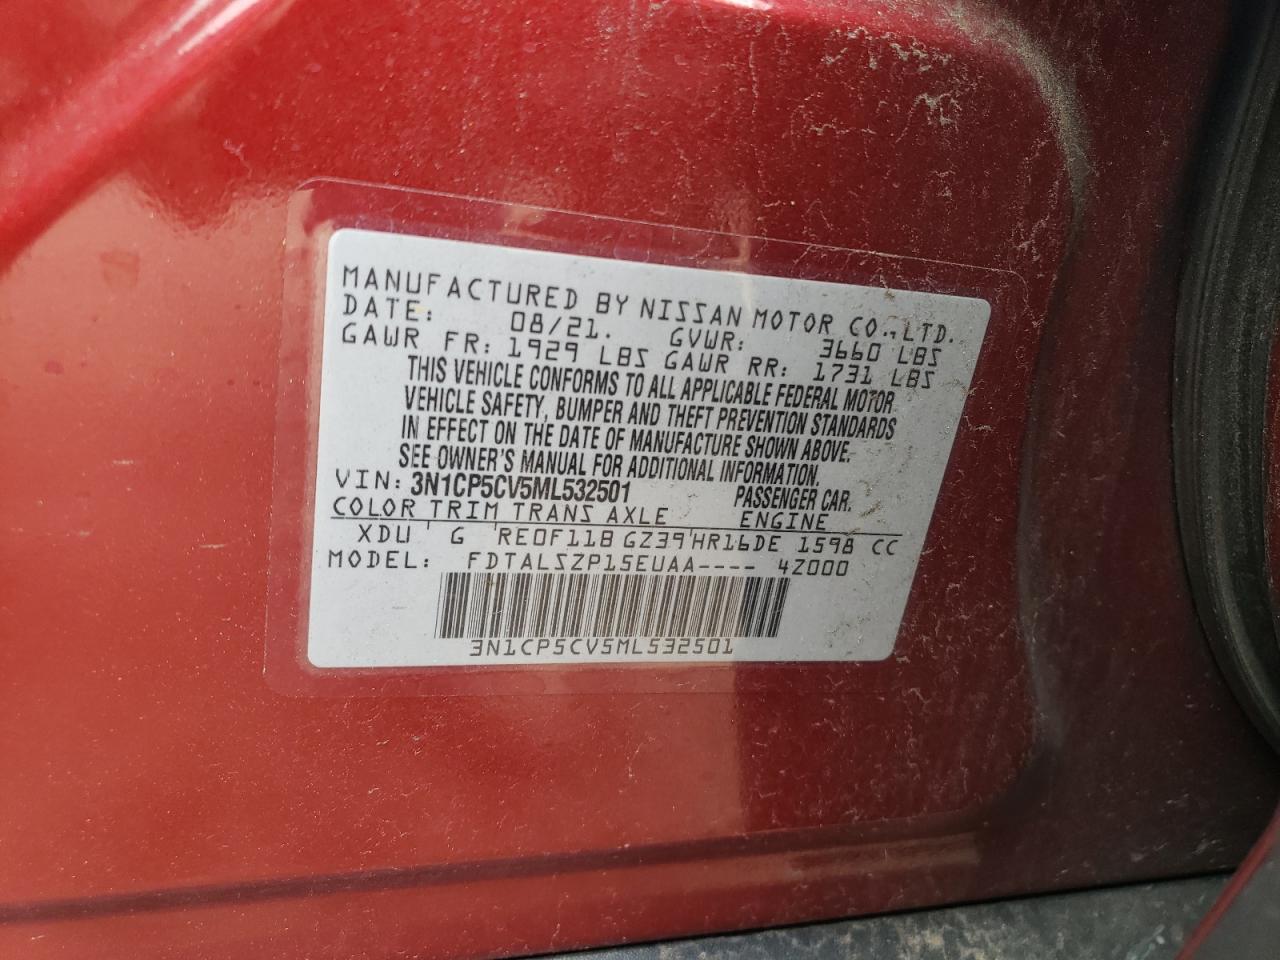 MANUFACTURED BY NISSAN MOTOR CO., LTD.
DATE: 08/21. GVWR: 3660 LBS
GAWR FR: 1929 LBS GAWR RR: 1731 LBS
THIS VEHICLE CONFORMS TO ALL APPLICABLE FEDERAL MOTOR
VEHICLE SAFETY, BUMPER AND THEFT PREVENTION STANDARDS
IN EFFECT ON THE DATE OF MANUFACTURE SHOWN ABOVE.
SEE OWNER'S MANUAL FOR ADDITIONAL INFORMATION.
VIN: 3N1CP5CV5ML532501 PASSENGER CAR.
COLOR TRIM TRANS AXLE ENGINE
XDU G RE0F11B GZ39 HR16DE 1598 CC
MODEL: FDTALSZP15EUAA---- 4Z000
3N1CP5CV5ML532501